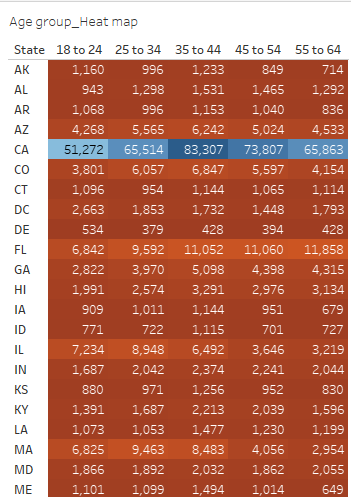 Age group_Heat map
State 18 to 24 25 to 34 35 to 44 45 to 54 55 to 64
AK 1,160 996 1,233 849 714
AL 943 1,298 1,531 1,465 1,292
AR 1,068 996 1,153 1,040 836
AZ 4,268 5,565 6,242 5,024 4,533
CA 51,272 65,514 83,307 73,807 65,863
CO 3,801 6,057 6,847 5,597 4,154
CT 1,096 954 1,144 1,065 1,114
DC 2,663 1,853 1,732 1,448 1,793
DE 534 379 428 394 428
FL 6,842 9,592 11,052 11,060 11,858
GA 2,822 3,970 5,098 4,398 4,315
HI 1,991 2,574 3,291 2,976 3,134
IA 909 1,011 1,144 951 679
ID 771 722 1,115 701 727
IL 7,234 8,948 6,492 3,646 3,219
IN 1,687 2,042 2,374 2,241 2,044
KS 880 971 1,256 952 830
KY 1,391 1,687 2,213 2,039 1,596
LA 1,073 1,053 1,477 1,230 1,199
MA 6,825 9,463 8,483 4,056 2,954
MD 1,866 1,892 2,032 1,862 2,055
ME 1,101 1,099 1,494 1,014 649